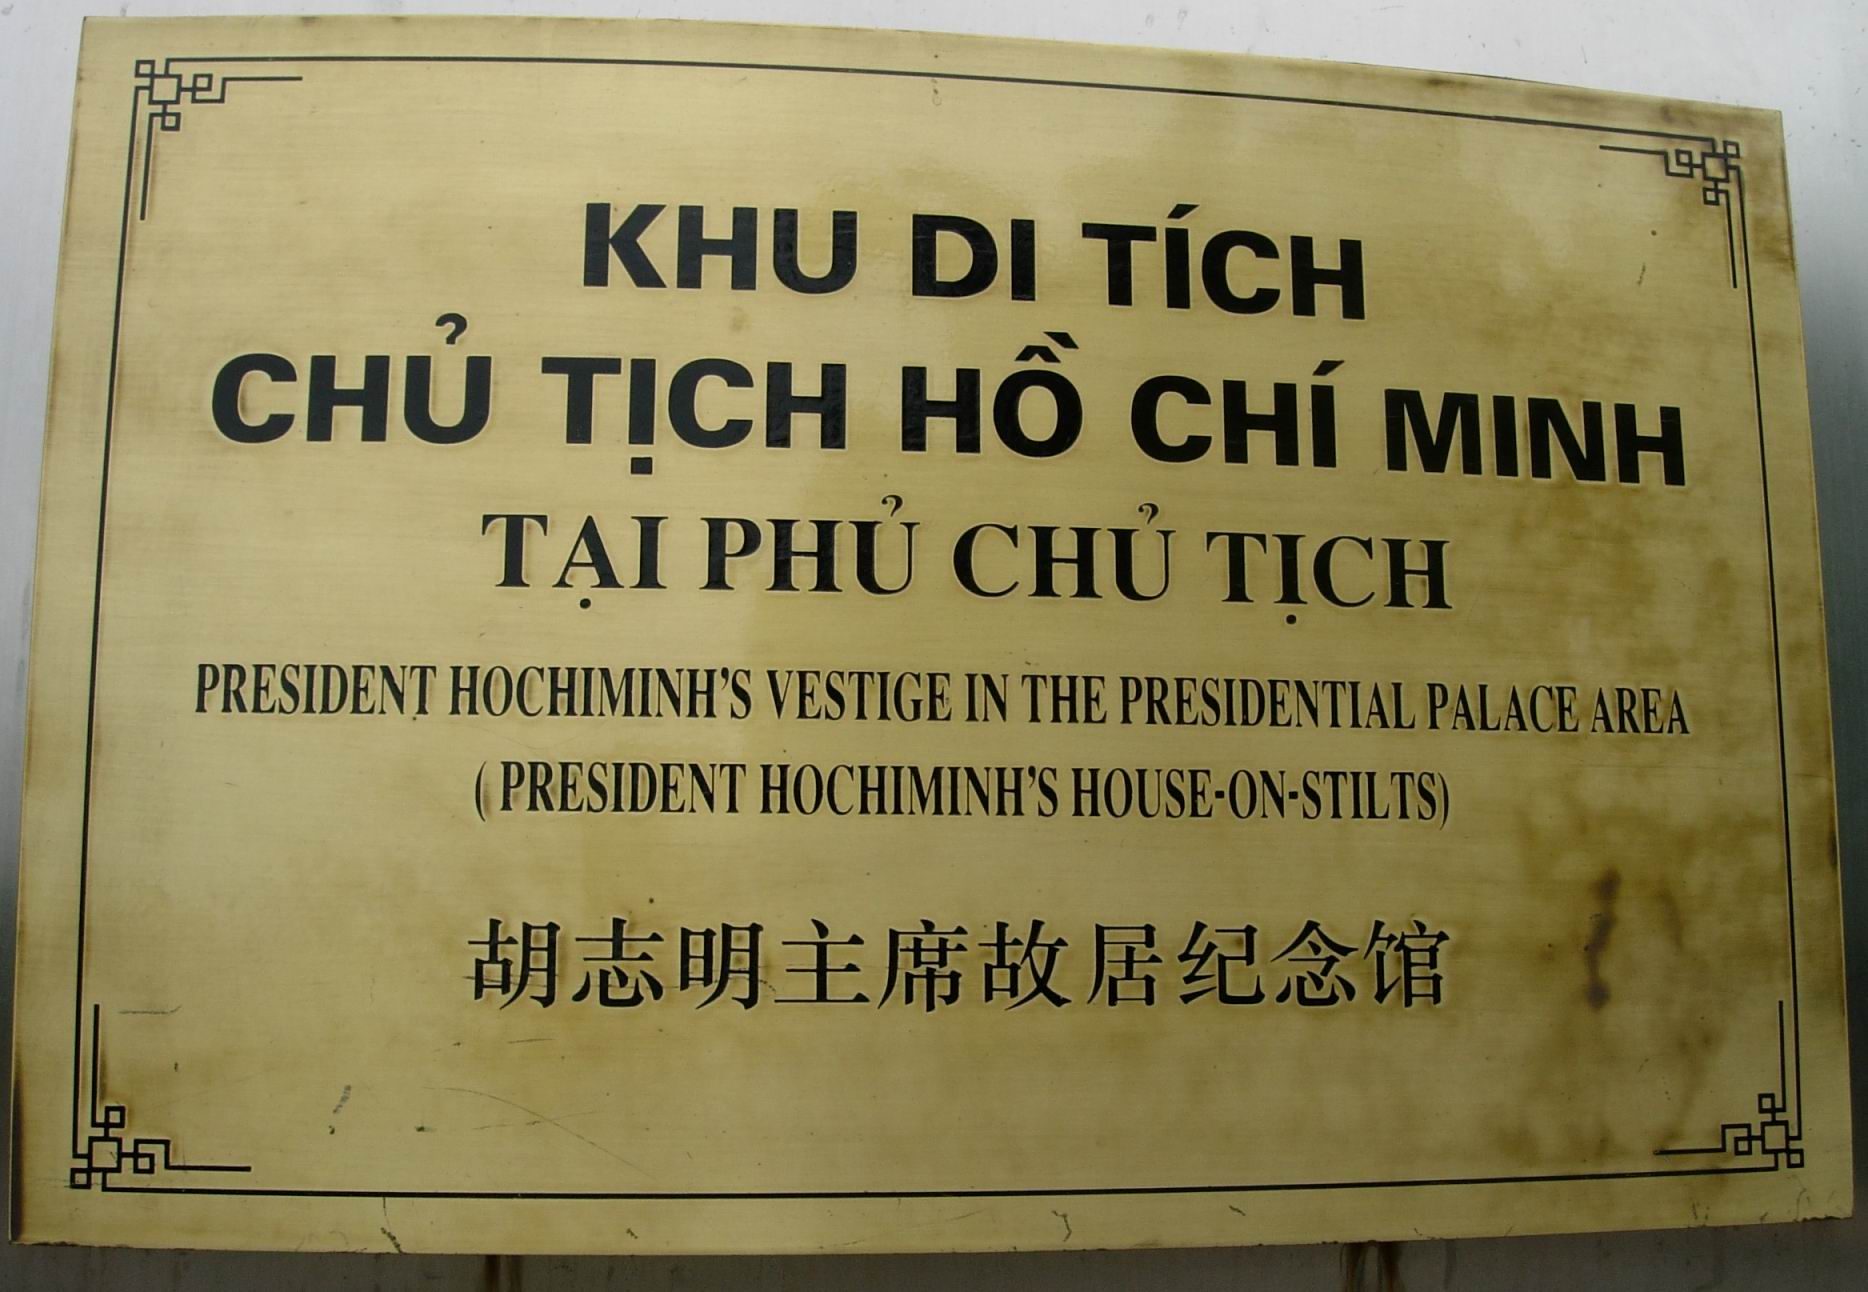 KHU DI TÍCH
CHỦ TỊCH HỒ CHÍ MINH
TẠI PHỦ CHỦ TỊCH
PRESIDENT HOCHIMINH'S VESTIGE IN THE PRESIDENTIAL PALACE AREA
( PRESIDENT HOCHIMINH'S HOUSE-ON-STILTS)
胡志明主席故居纪念馆